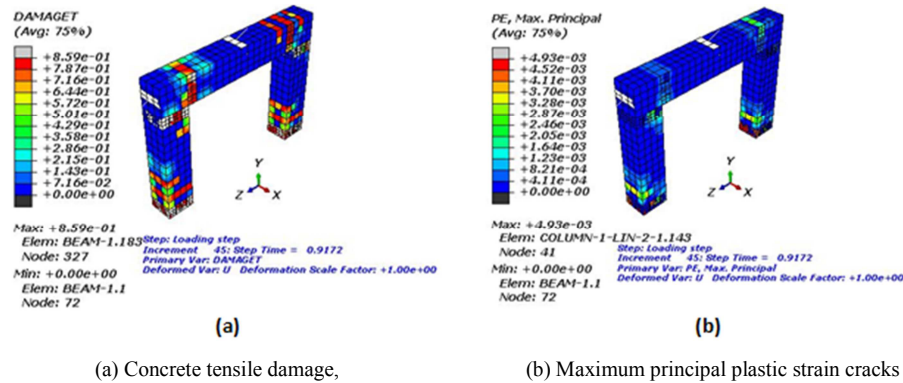 DAMAGET
(Avg: 75%)
+8.59e-01
+7.87e-01
+7.16e-01
+6.44e-01
+5.72e-01
+5.01e-01
+4.29e-01
+3.58e-01
+2.86e-01
+2.15e-01
+1.43e-01
+7.16e-02
+0.00e+00
Y
Z
X
Max: +8.59e-01
Elem: BEAM-1.183
Node: 327
Min: +0.00e+00
Elem: BEAM-1.1
Node: 72
Step: Loading step
Increment 45: Step Time = 0.9172
Primary Var: DAMAGET
Deformed Var: U Deformation Scale Factor: +1.00e+00
(a)
PE, Max. Principal
(Avg: 75%)
+4.93e-03
+4.52e-03
+4.11e-03
+3.70e-03
+3.28e-03
+2.87e-03
+2.46e-03
+2.05e-03
+1.64e-03
+1.23e-03
+8.21e-04
+4.11e-04
+0.00e+00
Y
Z
X
Max: +4.93e-03
Elem: COLUMN-1-LIN-2-1.143
Node: 41
Min: +0.00e+00
Elem: BEAM-1.1
Node: 72
Step: Loading step
Increment 45: Step Time = 0.9172
Primary Var: PE, Max. Principal
Deformed Var: U Deformation Scale Factor: +1.00e+00
(b)
(a) Concrete tensile damage,
(b) Maximum principal plastic strain cracks